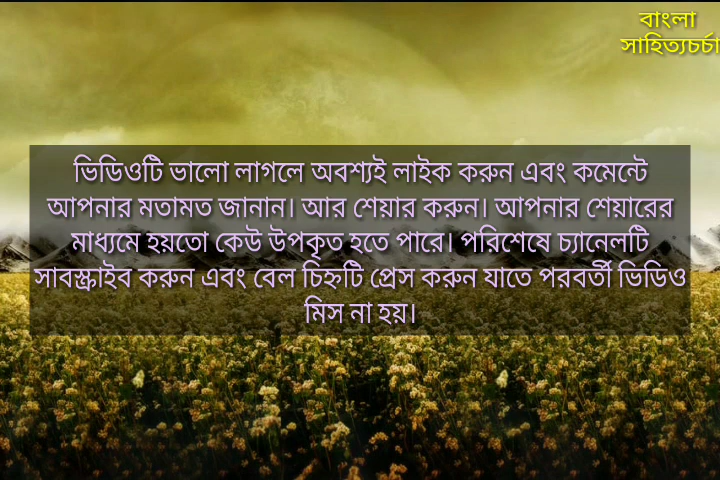 বাংলা
সাহিত্যচর্চা
ভিডিওটি ভালো লাগলে অবশ্যই লাইক করুন এবং কমেন্টে
আপনার মতামত জানান। আর শেয়ার করুন। আপনার শেয়ারের
মাধ্যমে হয়তো কেউ উপকৃত হতে পারে। পরিশেষে চ্যানেলটি
সাবস্ক্রাইব করুন এবং বেল চিহ্নটি প্রেস করুন যাতে পরবর্তী ভিডিও
মিস না হয়।